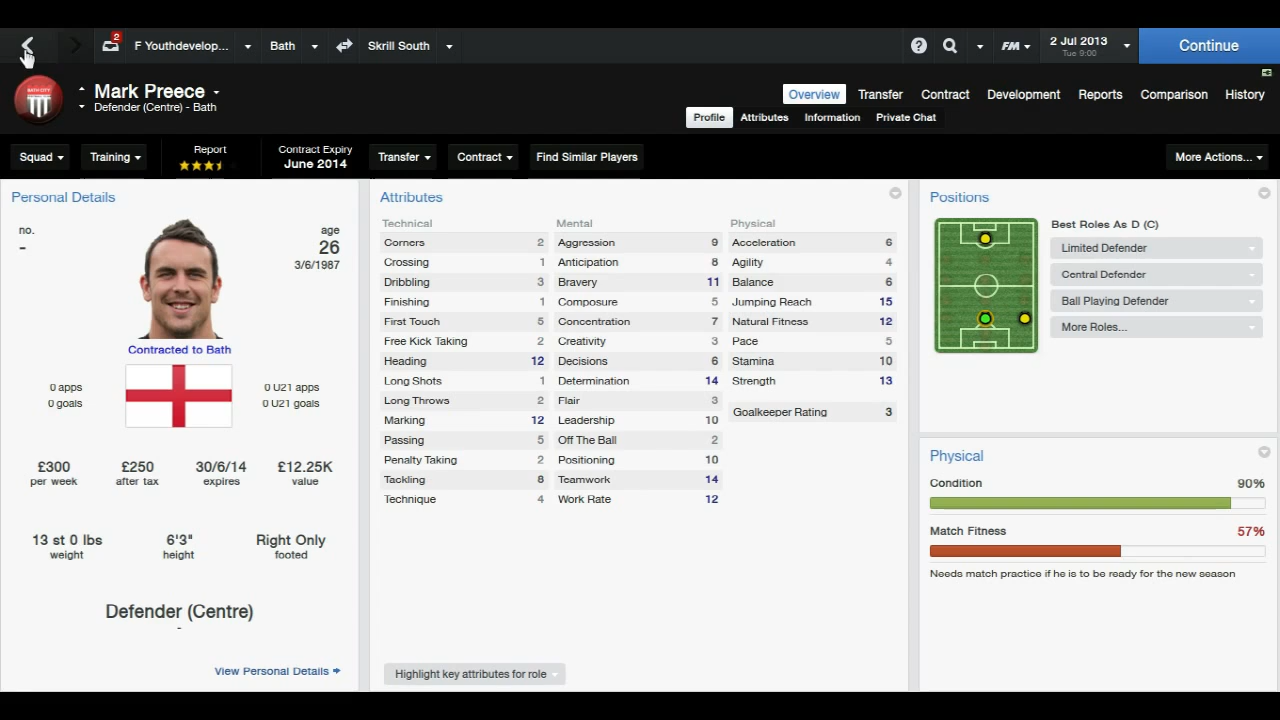 2
F Youthdevelop...
Bath
Skrill South
FM
2 Jul 2013
Tue 9:00
Continue
BATH CITY
Mark Preece
Defender (Centre) - Bath
Overview Transfer Contract Development Reports Comparison History
Profile Attributes Information Private Chat
Squad
Training
Report
Contract Expiry
June 2014
Transfer
Contract
Find Similar Players
More Actions...
Personal Details
no.
-
age
26
3/6/1987
Contracted to Bath
0 apps
0 goals
0 U21 apps
0 U21 goals
£300
per week
£250
after tax
30/6/14
expires
£12.25K
value
13 st 0 lbs
weight
6'3"
height
Right Only
footed
Defender (Centre)
-
View Personal Details
Attributes
Technical
Corners 2
Crossing 1
Dribbling 3
Finishing 1
First Touch 5
Free Kick Taking 2
Heading 12
Long Shots 1
Long Throws 2
Marking 12
Passing 5
Penalty Taking 2
Tackling 8
Technique 4
Mental
Aggression 9
Anticipation 8
Bravery 11
Composure 5
Concentration 7
Creativity 3
Decisions 6
Determination 14
Flair 3
Leadership 10
Off The Ball 2
Positioning 10
Teamwork 14
Work Rate 12
Physical
Acceleration 6
Agility 4
Balance 6
Jumping Reach 15
Natural Fitness 12
Pace 5
Stamina 10
Strength 13
Goalkeeper Rating 3
Highlight key attributes for role
Positions
Best Roles As D (C)
Limited Defender
Central Defender
Ball Playing Defender
More Roles...
Physical
Condition 90%
Match Fitness 57%
Needs match practice if he is to be ready for the new season